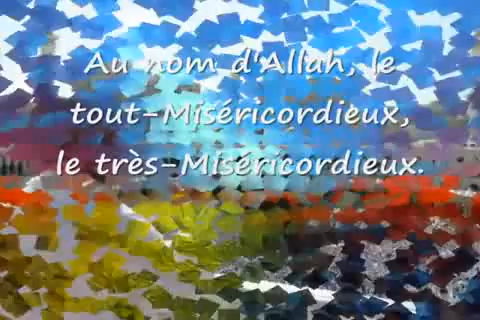 Au nom d'Allah, le
tout-Miséricordieux,
le très-Miséricordieux.